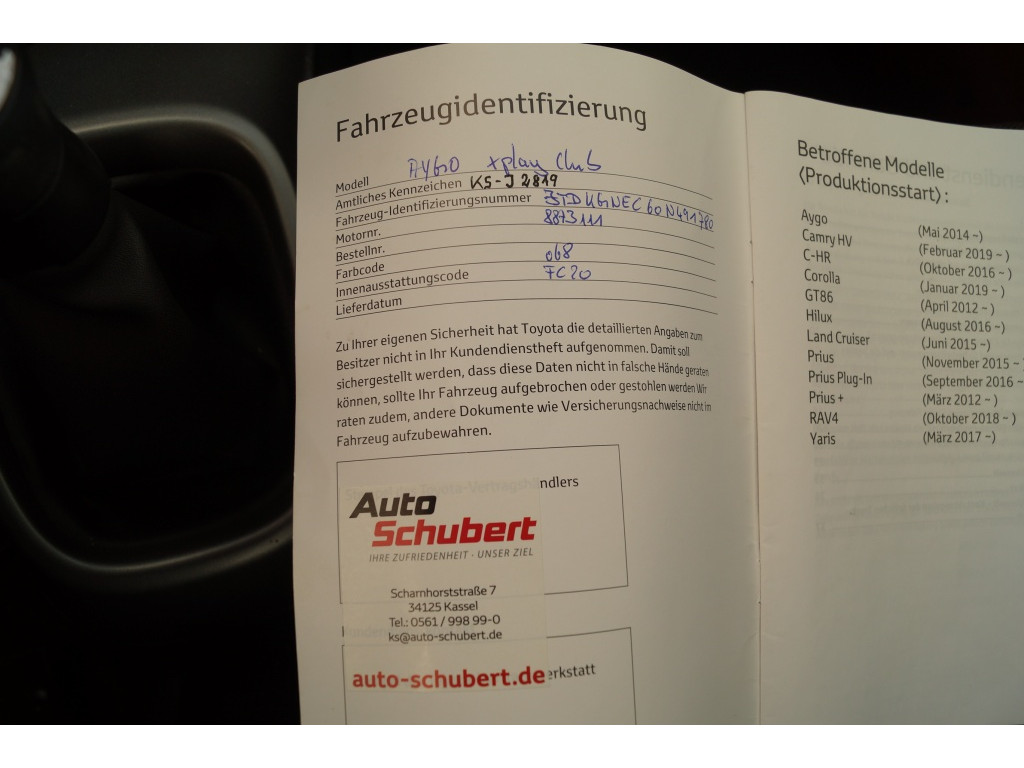 Fahrzeugidentifizierung
Modell AYGO xplay Club
Amtliches Kennzeichen KS-J 2819
Fahrzeug-Identifizierungsnummer
Motornr. 8873111
Bestellnr.
Farbcode 068
Innenausstattungscode FC20
Lieferdatum
Zu Ihrer eigenen Sicherheit hat Toyota die detaillierten Angaben zum
Besitzer nicht in Ihr Kundendienstheft aufgenommen. Damit soll
sichergestellt werden, dass diese Daten nicht in falsche Hände geraten
können, sollte Ihr Fahrzeug aufgebrochen oder gestohlen werden Wir
raten zudem, andere Dokumente wie Versicherungsnachweise nicht im
Fahrzeug aufzubewahren.
ndlers
Auto
Schubert
IHRE ZUFRIEDENHEIT · UNSER ZIEL
Scharnhorststraße 7
34125 Kassel
Tel.: 0561 / 998 99-0
ks@auto-schubert.de
auto-schubert.de
erkstatt
Betroffene Modelle
(Produktionsstart) :
Aygo (Mai 2014 –)
Camry HV (Februar 2019 – )
C-HR (Oktober 2016 – )
Corolla (Januar 2019 – )
GT86 (April 2012 – )
Hilux (August 2016 –)
Land Cruiser (Juni 2015 –)
Prius (November 2015 –
Prius Plug-In (September 2016 –
Prius + (März 2012 – )
RAV4 (Oktober 2018 – )
Yaris (März 2017 –)